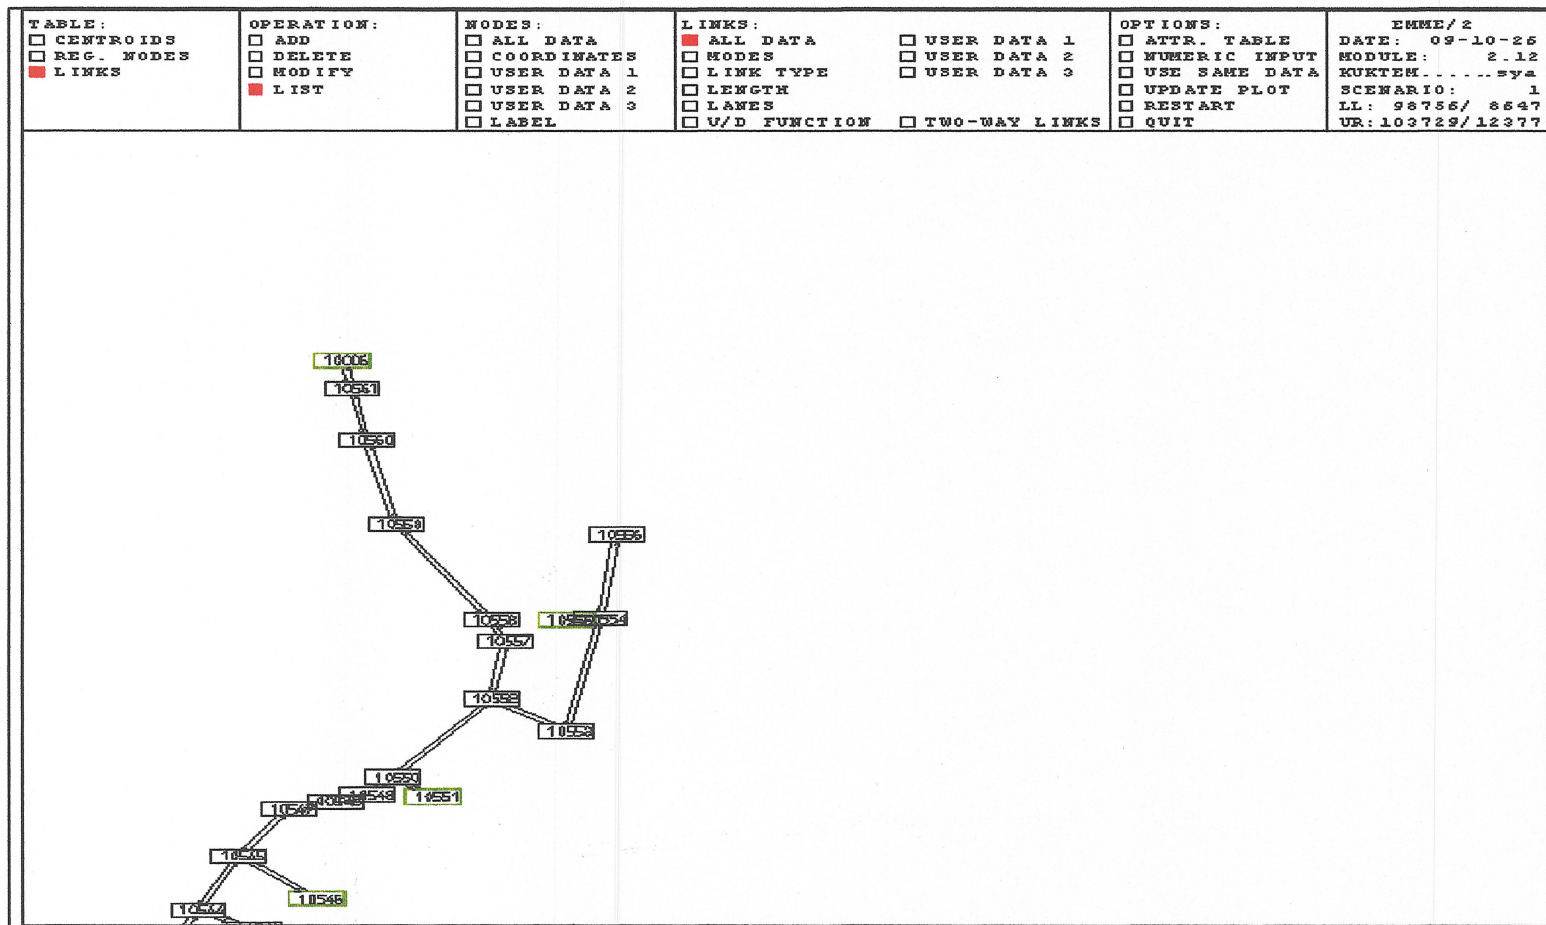 TABLE:
CENTROIDS
REG. NODES
LINKS
OPERATION:
ADD
DELETE
MODIFY
LIST
NODES:
ALL DATA
COORDINATES
USER DATA 1
USER DATA 2
USER DATA 3
LABEL
LINKS:
ALL DATA
MODES
LINK TYPE
LENGTH
LANES
V/D FUNCTION
USER DATA 1
USER DATA 2
USER DATA 3
TWO-WAY LINKS
OPTIONS:
ATTR. TABLE
NUMERIC INPUT
USE SAME DATA
UPDATE PLOT
RESTART
QUIT
EMME/2
DATE: 09-10-26
MODULE: 2.12
KUKTEM......sya
SCENARIO: 1
LL: 98756/ 8647
UR:103729/12377
10006
10561
10560
10556
10557
10550
10551
10548